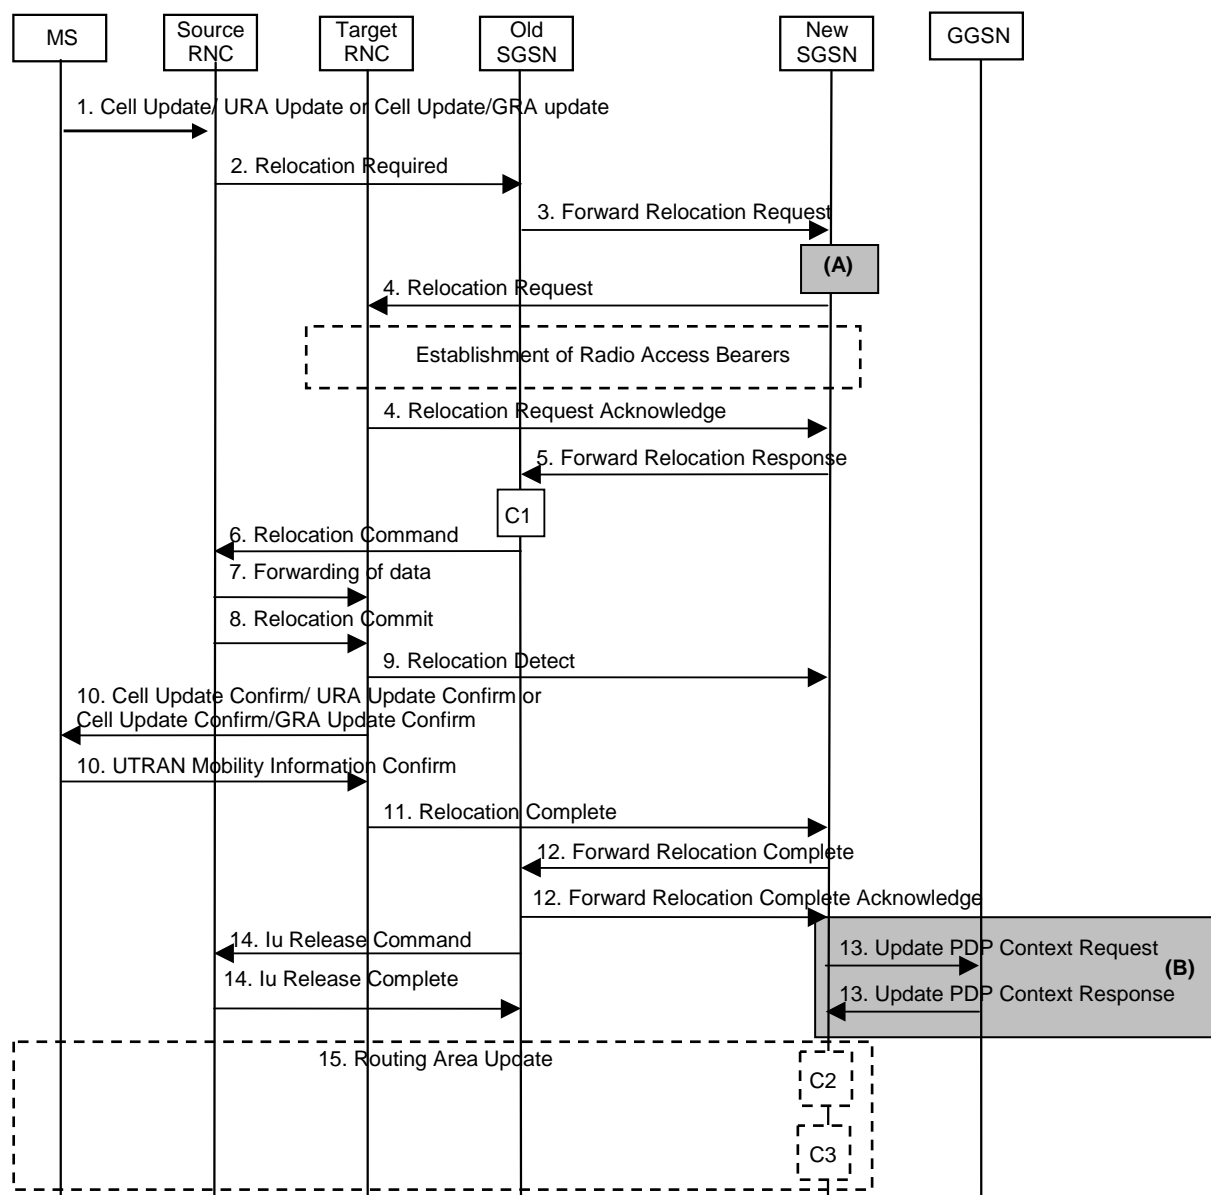 MS
Source
RNC
Target
RNC
Old
SGSN
New
SGSN
GGSN
1. Cell Update/ URA Update or Cell Update/GRA update
2. Relocation Required
3. Forward Relocation Request
(A)
4. Relocation Request
Establishment of Radio Access Bearers
4. Relocation Request Acknowledge
5. Forward Relocation Response
C1
6. Relocation Command
7. Forwarding of data
8. Relocation Commit
9. Relocation Detect
10. Cell Update Confirm/ URA Update Confirm or
Cell Update Confirm/GRA Update Confirm
10. UTRAN Mobility Information Confirm
11. Relocation Complete
12. Forward Relocation Complete
12. Forward Relocation Complete Acknowledge
14. Iu Release Command
13. Update PDP Context Request
(B)
14. Iu Release Complete
13. Update PDP Context Response
15. Routing Area Update
C2
C3